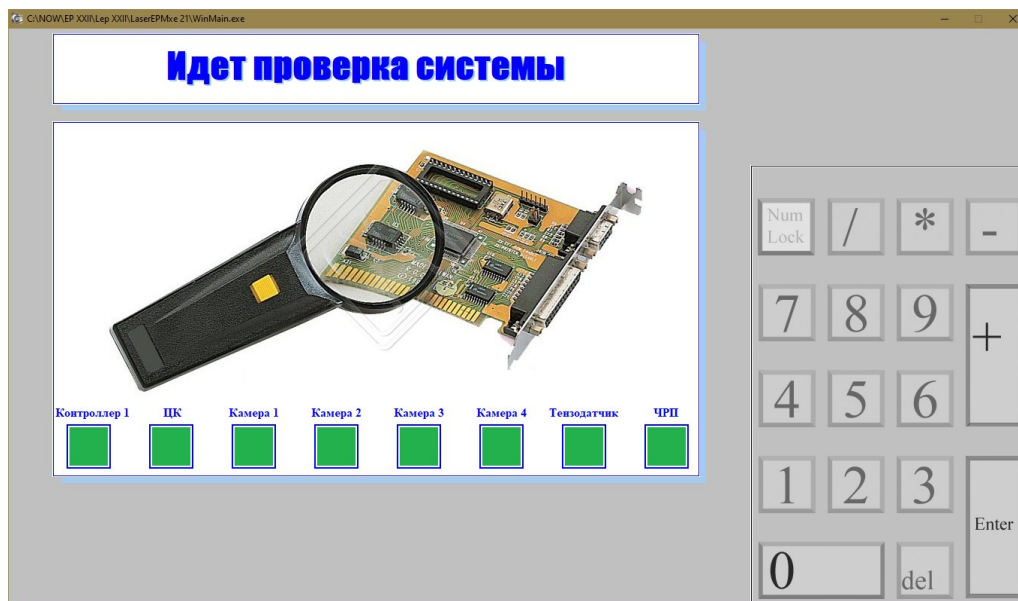 C:\NOW\EP XXII\Lep XXII\LaserEPMxe 21\WinMain.exe
Идет проверка системы
Контроллер 1 ЦК Камера 1 Камера 2 Камера 3 Камера 4 Тензодатчик ЧРП
Num Lock / * -
7 8 9 +
4 5 6
1 2 3 Enter
0 del